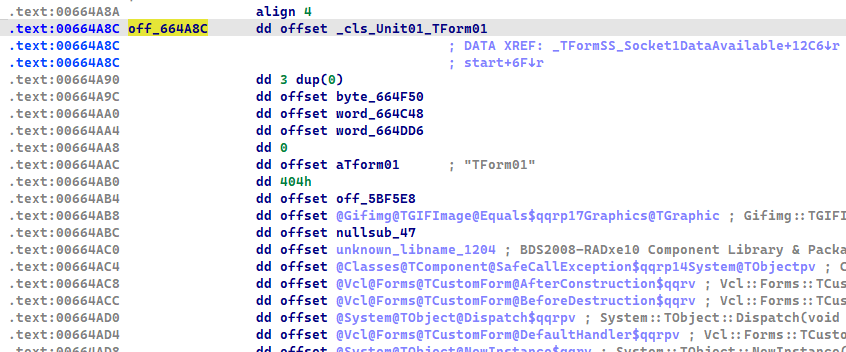 .text:00664A8A align 4
.text:00664A8C off_664A8C dd offset _cls_Unit01_TForm01
.text:00664A8C ; DATA XREF: _TFormSS_Socket1DataAvailable+12C6↓r
.text:00664A8C ; start+6F↓r
.text:00664A90 dd 3 dup(0)
.text:00664A9C dd offset byte_664F50
.text:00664AA0 dd offset word_664C48
.text:00664AA4 dd offset word_664DD6
.text:00664AA8 dd 0
.text:00664AAC dd offset aTform01 ; "TForm01"
.text:00664AB0 dd 404h
.text:00664AB4 dd offset off_5BF5E8
.text:00664AB8 dd offset @Gifimg@TGIFImage@Equals$qqrp17Graphics@TGraphic ; Gifimg::TGIFI
.text:00664ABC dd offset nullsub_47
.text:00664AC0 dd offset unknown_libname_1204 ; BDS2008-RADxe10 Component Library & Packa
.text:00664AC4 dd offset @Classes@TComponent@SafeCallException$qqrp14System@TObjectpv ; C
.text:00664AC8 dd offset @Vcl@Forms@TCustomForm@AfterConstruction$qqrv ; Vcl::Forms::TCus
.text:00664ACC dd offset @Vcl@Forms@TCustomForm@BeforeDestruction$qqrv ; Vcl::Forms::TCus
.text:00664AD0 dd offset @System@TObject@Dispatch$qqrpv ; System::TObject::Dispatch(void
.text:00664AD4 dd offset @Vcl@Forms@TCustomForm@DefaultHandler$qqrpv ; Vcl::Forms::TCusto
.text:00664AD8 dd offset @System@TObject@NewInstance$qqrv ; System::TObject::NewInstance(